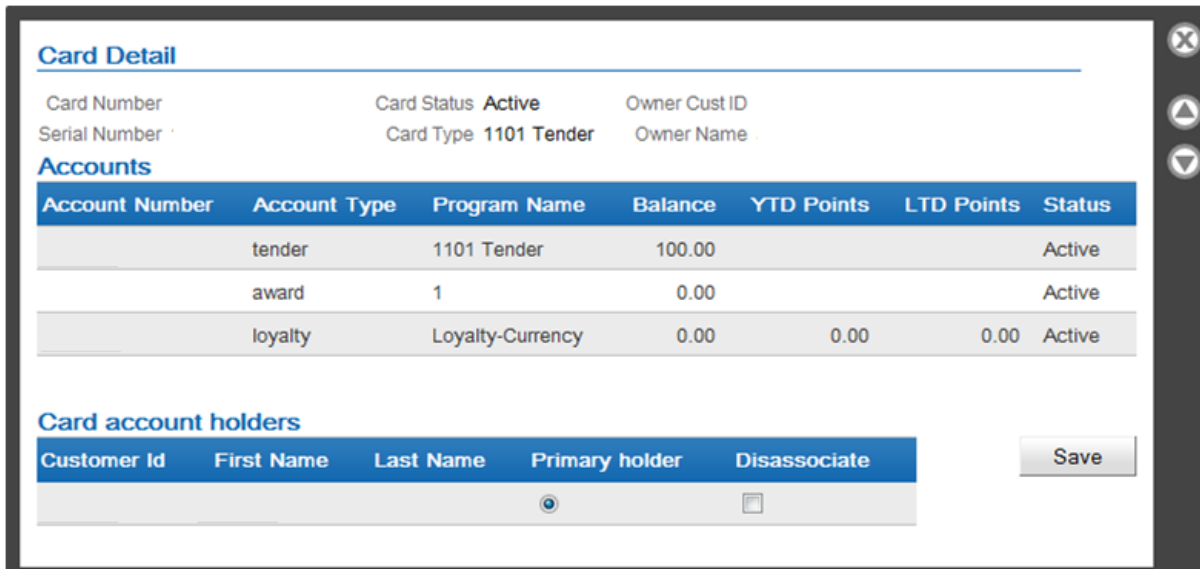 Card Detail
Card Number Card Status Active Owner Cust ID
Serial Number Card Type 1101 Tender Owner Name
Accounts
Account Number Account Type Program Name Balance YTD Points LTD Points Status
tender 1101 Tender 100.00 Active
award 1 0.00 Active
loyalty Loyalty-Currency 0.00 0.00 0.00 Active
Card account holders
Customer Id First Name Last Name Primary holder Disassociate
Save